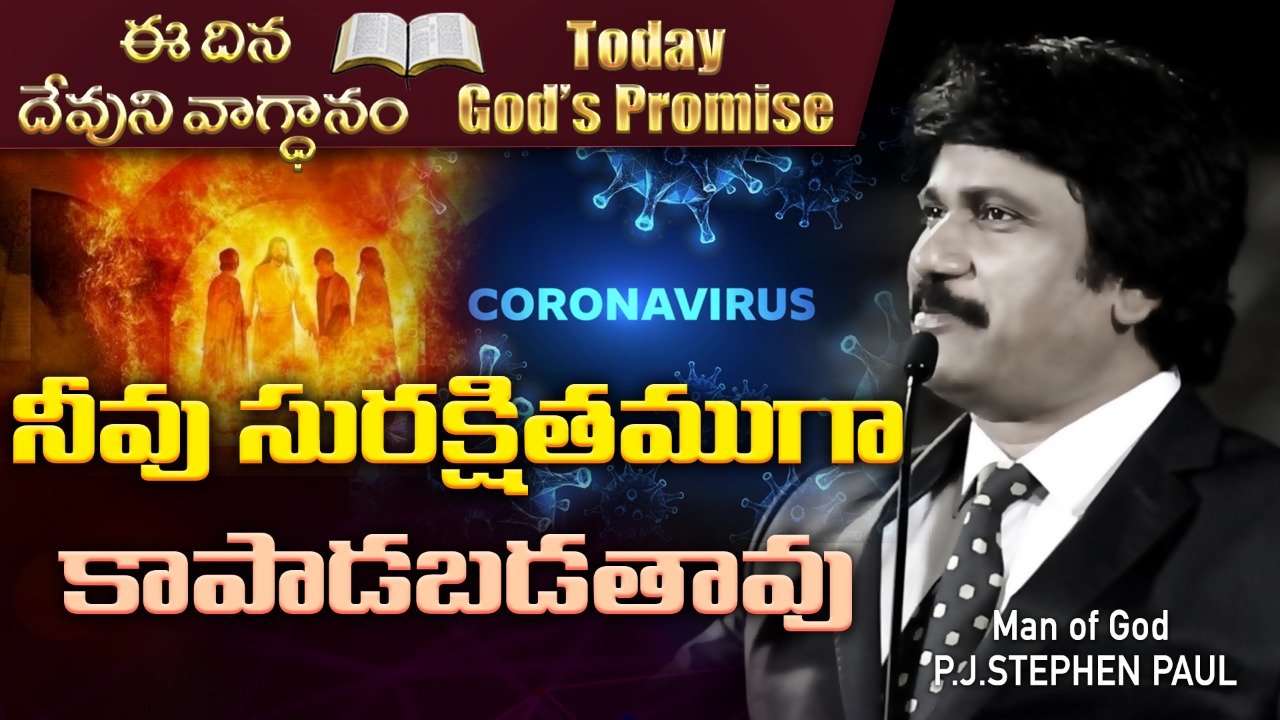 ఈ దిన
దేవుని వాగ్ధానం
Today
God's Promise
CORONAVIRUS
నీవు సురక్షితముగా
కాపాడబడతావు
Man of God
P.J.STEPHEN PAUL